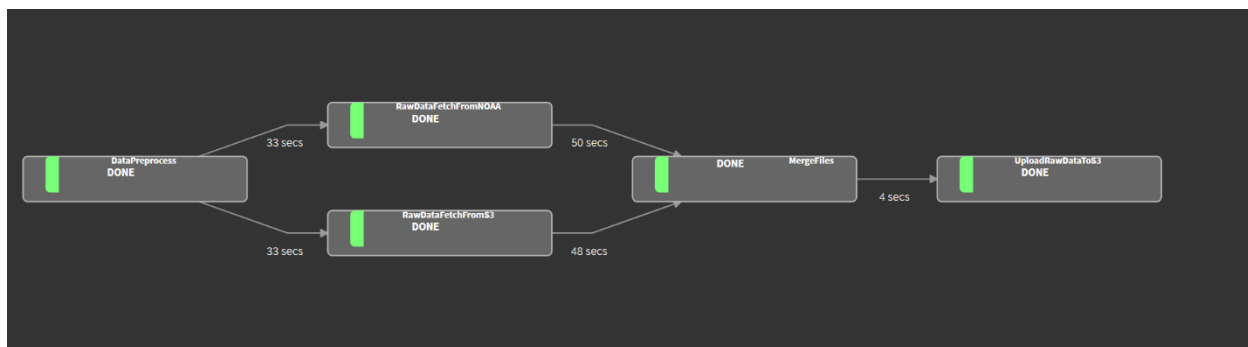 DataPreprocess
DONE
33 secs
33 secs
RawDataFetchFromNOAA
DONE
RawDataFetchFromS3
DONE
50 secs
48 secs
DONE MergeFiles
4 secs
UploadRawDataToS3
DONE